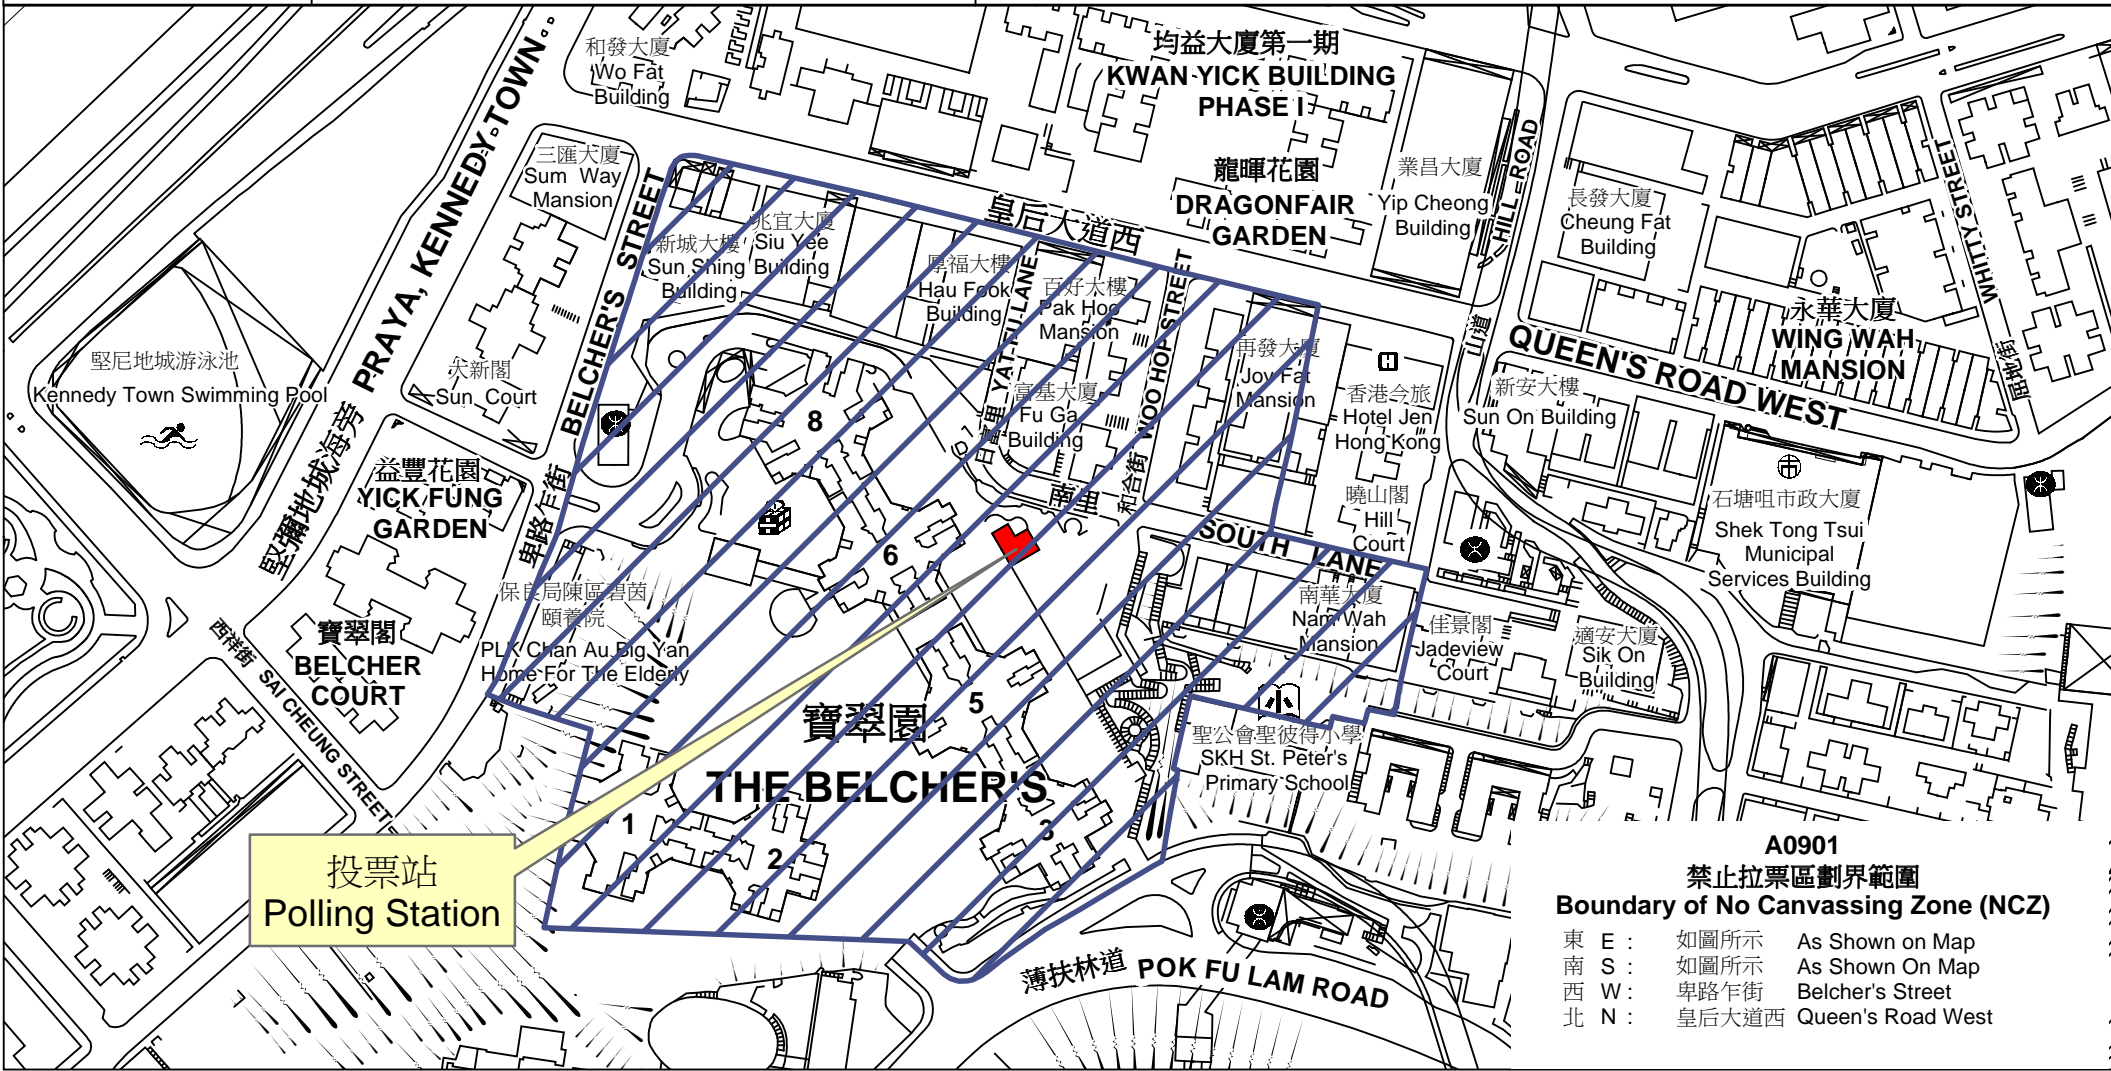 和發大廈
Wo Fat
Building
均益大廈第一期
KWAN YICK BUILDING
PHASE I
三匯大廈
Sum Way
Mansion
龍暉花園
DRAGONFAIR
GARDEN
業昌大廈
Yip Cheong
Building
HILL ROAD
山道
長發大廈
Cheung Fat
Building
WHITTY STREET
屈地街
永華大廈
WING WAH
MANSION
堅彌地城海旁 PRAYA, KENNEDY TOWN
卑路乍街 BELCHER'S STREET
皇后大道西
QUEEN'S ROAD WEST
兆宜大廈
Siu Yee
Building
新城大樓
Sun Shing
Building
厚福大樓
Hau Fook
Building
日富里 YAT FU LANE
百好大樓
Pak Hoo
Mansion
和合街 WOO HOP STREET
再發大廈
Joy Fat
Mansion
富基大廈
Fu Ga
Building
香港今旅
Hotel Jen
Hong Kong
新安大樓
Sun On Building
堅尼地城游泳池
Kennedy Town Swimming Pool
大新閣
Sun Court
益豐花園
YICK FUNG
GARDEN
8
6
南里
SOUTH LANE
曉山閣
Hill
Court
市
石塘咀市政大廈
Shek Tong Tsui
Municipal
Services Building
保良局陳區碧茵
頤養院
PLK Chan Au Big Yan
Home For The Elderly
南華大廈
Nam Wah
Mansion
佳景閣
Jadeview
Court
適安大廈
Sik On
Building
寶翠閣
BELCHER
COURT
西祥街 SAI CHEUNG STREET
5
寶翠園
THE BELCHER'S
小
聖公會聖彼得小學
SKH St. Peter's
Primary School
1
2
3
投票站
Polling Station
薄扶林道 POK FU LAM ROAD
A0901
禁止拉票區劃界範圍
Boundary of No Canvassing Zone (NCZ)
東 E : 如圖所示 As Shown on Map
南 S : 如圖所示 As Shown On Map
西 W : 卑路乍街 Belcher's Street
北 N : 皇后大道西 Queen's Road West